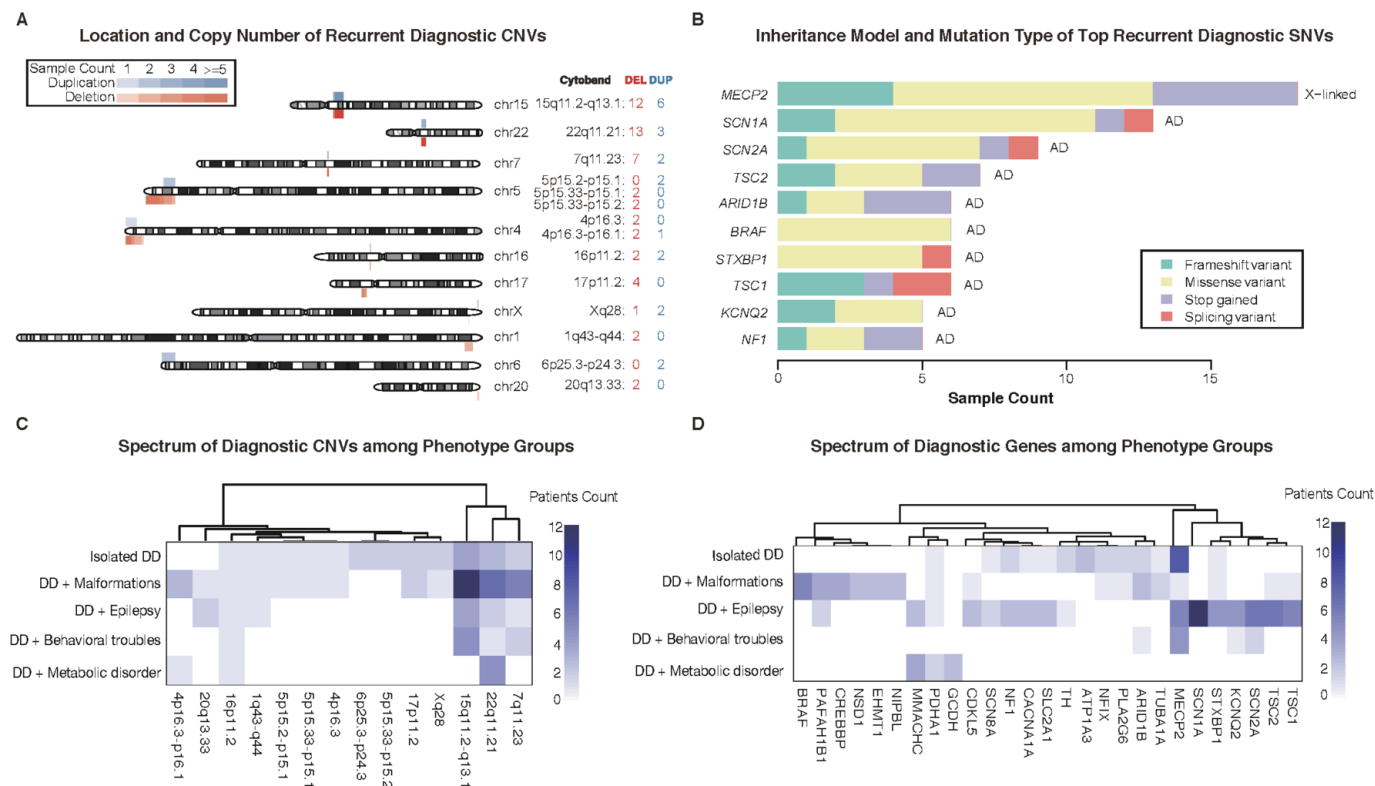 A
Location and Copy Number of Recurrent Diagnostic CNVs
Sample Count 1 2 3 4 >=5
Duplication
Deletion
Cytoband DEL DUP
chr15 15q11.2-q13.1: 12 6
chr22 22q11.21: 13 3
chr7 7q11.23: 7 2
5p15.2-p15.1: 0 2
chr5 5p15.33-p15.1: 2 0
5p15.33-p15.2: 2 0
4p16.3: 2 0
chr4 4p16.3-p16.1: 2 1
chr16 16p11.2: 2 2
chr17 17p11.2: 4 0
chrX Xq28: 1 2
chr1 1q43-q44: 2 0
chr6 6p25.3-p24.3: 0 2
chr20 20q13.33: 2 0
B
Inheritance Model and Mutation Type of Top Recurrent Diagnostic SNVs
MECP2 X-linked
SCN1A AD
SCN2A AD
TSC2 AD
ARID1B AD
BRAF AD
STXBP1 AD
TSC1 AD
KCNQ2 AD
NF1 AD
Frameshift variant
Missense variant
Stop gained
Splicing variant
0 5 10 15
Sample Count
C
Spectrum of Diagnostic CNVs among Phenotype Groups
Patients Count
12
10
8
6
4
2
0
Isolated DD
DD + Malformations
DD + Epilepsy
DD + Behavioral troubles
DD + Metabolic disorder
4p16.3-p16.1
20q13.33
16p11.2
1q43-q44
5p15.2-p15.1
5p15.33-p15.1
4p16.3
6p25.3-p24.3
5p15.33-p15.2
17p11.2
Xq28
15q11.2-q13.1
22q11.21
7q11.23
D
Spectrum of Diagnostic Genes among Phenotype Groups
Patients Count
12
10
8
6
4
2
0
Isolated DD
DD + Malformations
DD + Epilepsy
DD + Behavioral troubles
DD + Metabolic disorder
BRAF
PAFAH1B1
CREBBP
NSD1
EHMT1
NIPBL
MMACHC
PDHA1
GCDH
CDKL5
SCN8A
NF1
CACNA1A
SLC2A1
TH
ATP1A3
NFIX
PLA2G6
ARID1B
TUBA1A
MECP2
SCN1A
STXBP1
KCNQ2
SCN2A
TSC2
TSC1